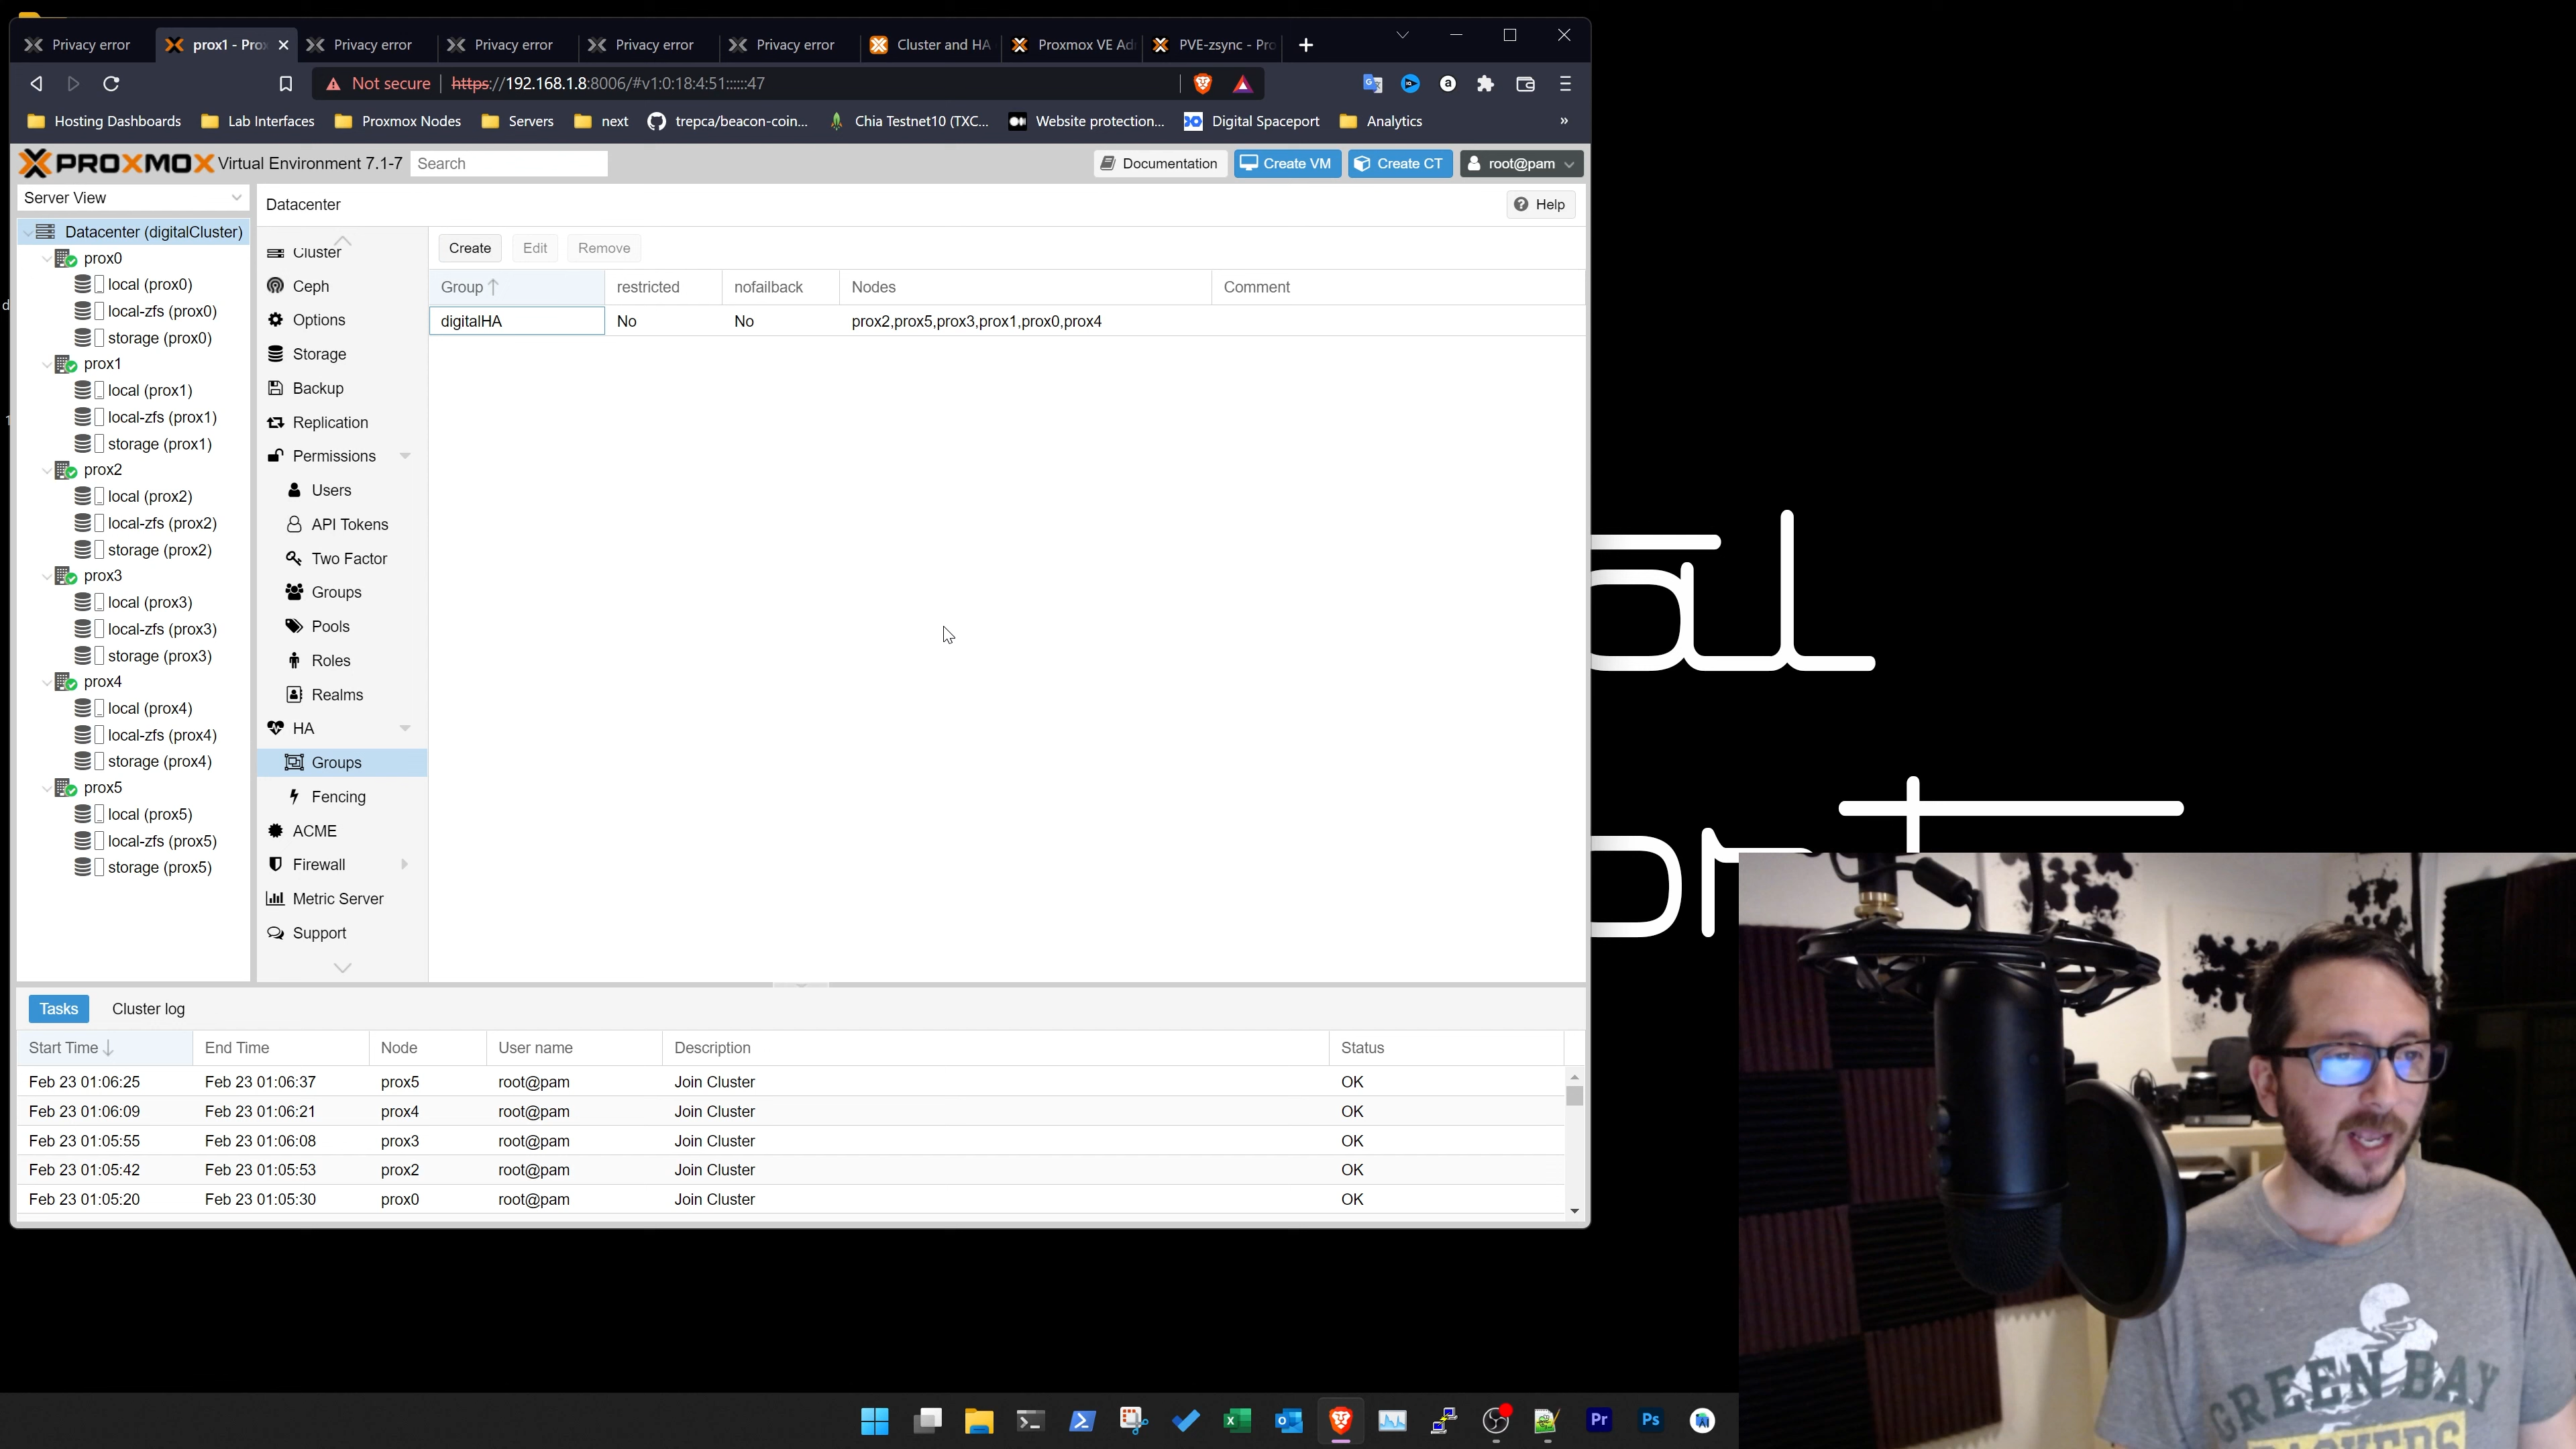 Privacy error
prox1 - Prox
Privacy error
Privacy error
Privacy error
Privacy error
Cluster and HA
Proxmox VE Ad
PVE-zsync - Pro
Not secure
https://192.168.1.8:8006/#v1:0:18:4:51::::::47
Hosting Dashboards
Lab Interfaces
Proxmox Nodes
Servers
next
trepca/beacon-coin...
Chia Testnet10 (TXC...
Website protection...
Digital Spaceport
Analytics
»
PROXMOX Virtual Environment 7.1-7
Search
Documentation
Create VM
Create CT
root@pam
Server View
Datacenter
Help
Datacenter (digitalCluster)
prox0
local (prox0)
local-zfs (prox0)
storage (prox0)
prox1
local (prox1)
local-zfs (prox1)
storage (prox1)
prox2
local (prox2)
local-zfs (prox2)
storage (prox2)
prox3
local (prox3)
local-zfs (prox3)
storage (prox3)
prox4
local (prox4)
local-zfs (prox4)
storage (prox4)
prox5
local (prox5)
local-zfs (prox5)
storage (prox5)
Cluster
Ceph
Options
Storage
Backup
Replication
Permissions
Users
API Tokens
Two Factor
Groups
Pools
Roles
Realms
HA
Groups
Fencing
ACME
Firewall
Metric Server
Support
Create
Edit
Remove
Group
restricted
nofailback
Nodes
Comment
digitalHA
No
No
prox2,prox5,prox3,prox1,prox0,prox4
Tasks
Cluster log
Start Time
End Time
Node
User name
Description
Status
Feb 23 01:06:25
Feb 23 01:06:37
prox5
root@pam
Join Cluster
OK
Feb 23 01:06:09
Feb 23 01:06:21
prox4
root@pam
Join Cluster
OK
Feb 23 01:05:55
Feb 23 01:06:08
prox3
root@pam
Join Cluster
OK
Feb 23 01:05:42
Feb 23 01:05:53
prox2
root@pam
Join Cluster
OK
Feb 23 01:05:20
Feb 23 01:05:30
prox0
root@pam
Join Cluster
OK
al
ort
GREEN BAY
PACKERS
Pr
Ps